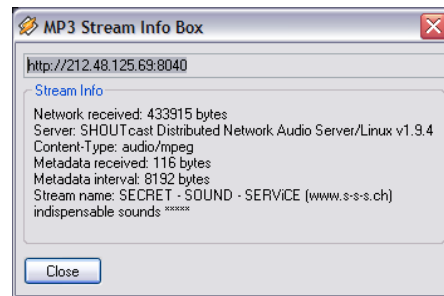 MP3 Stream Info Box
http://212.48.125.69:8040
Stream Info
Network received: 433915 bytes
Server: SHOUTcast Distributed Network Audio Server/Linux v1.9.4
Content-Type: audio/mpeg
Metadata received: 116 bytes
Metadata interval: 8192 bytes
Stream name: SECRET - SOUND - SERViCE (www.s-s-s.ch)
indispensable sounds *****
Close